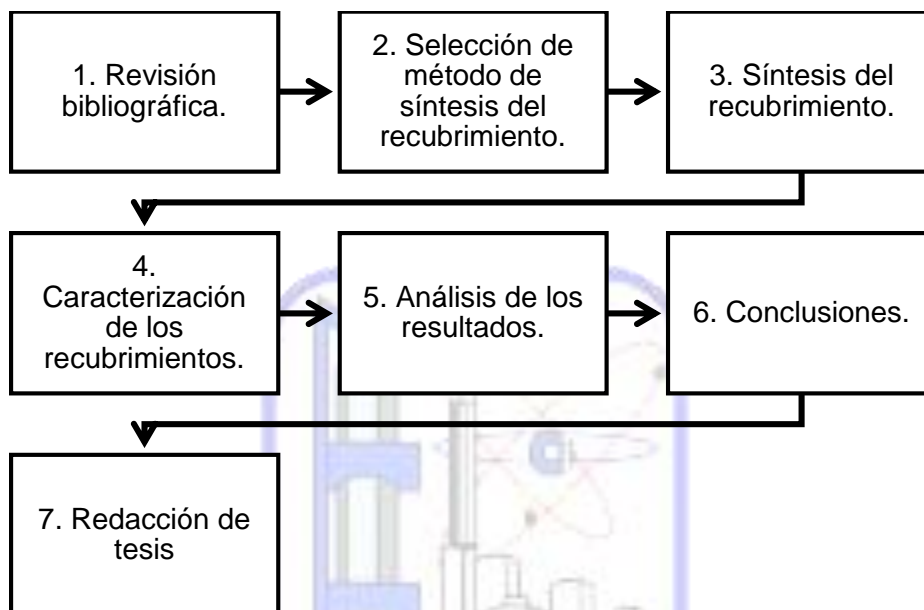 1. Revisión
bibliográfica.
2. Selección de
método de
síntesis del
recubrimiento.
3. Síntesis del
recubrimiento.
4.
Caracterización
de los
recubrimientos.
5. Análisis de los
resultados.
6. Conclusiones.
7. Redacción de
tesis